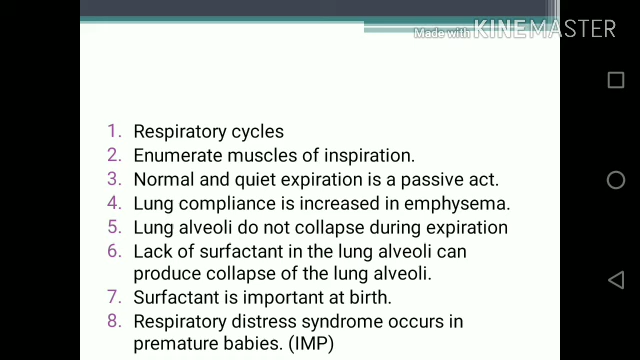 Made with KINEMASTER
1. Respiratory cycles
2. Enumerate muscles of inspiration.
3. Normal and quiet expiration is a passive act.
4. Lung compliance is increased in emphysema.
5. Lung alveoli do not collapse during expiration
6. Lack of surfactant in the lung alveoli can
produce collapse of the lung alveoli.
7. Surfactant is important at birth.
8. Respiratory distress syndrome occurs in
premature babies. (IMP)